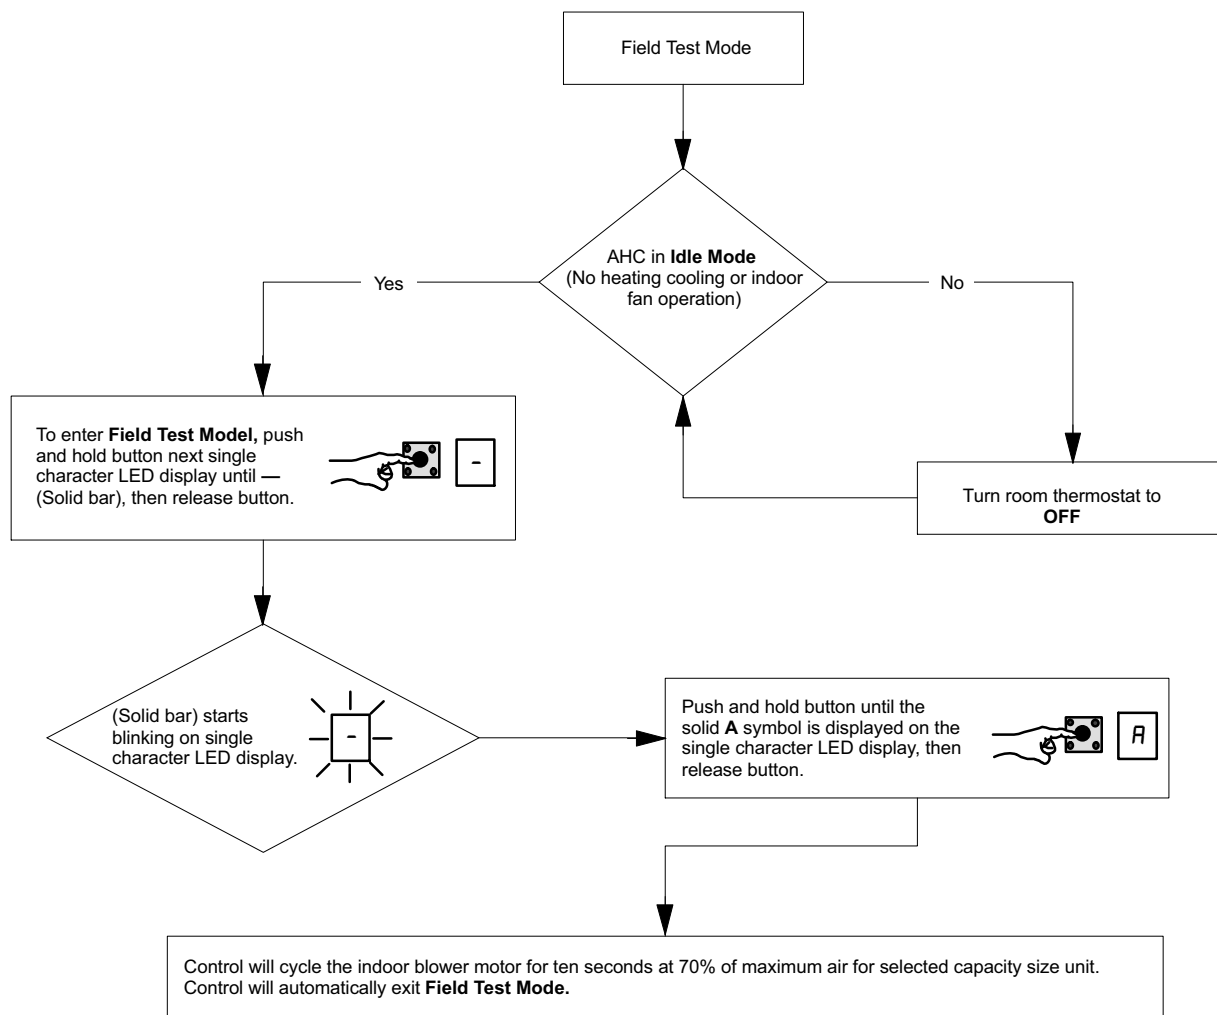 Field Test Mode
AHC in Idle Mode
(No heating cooling or indoor
fan operation)
Yes
No
To enter Field Test Model, push
and hold button next single
character LED display until —
(Solid bar), then release button.
-
Turn room thermostat to
OFF
(Solid bar) starts
blinking on single
character LED display.
-
Push and hold button until the
solid A symbol is displayed on the
single character LED display, then
release button.
A
Control will cycle the indoor blower motor for ten seconds at 70% of maximum air for selected capacity size unit.
Control will automatically exit Field Test Mode.